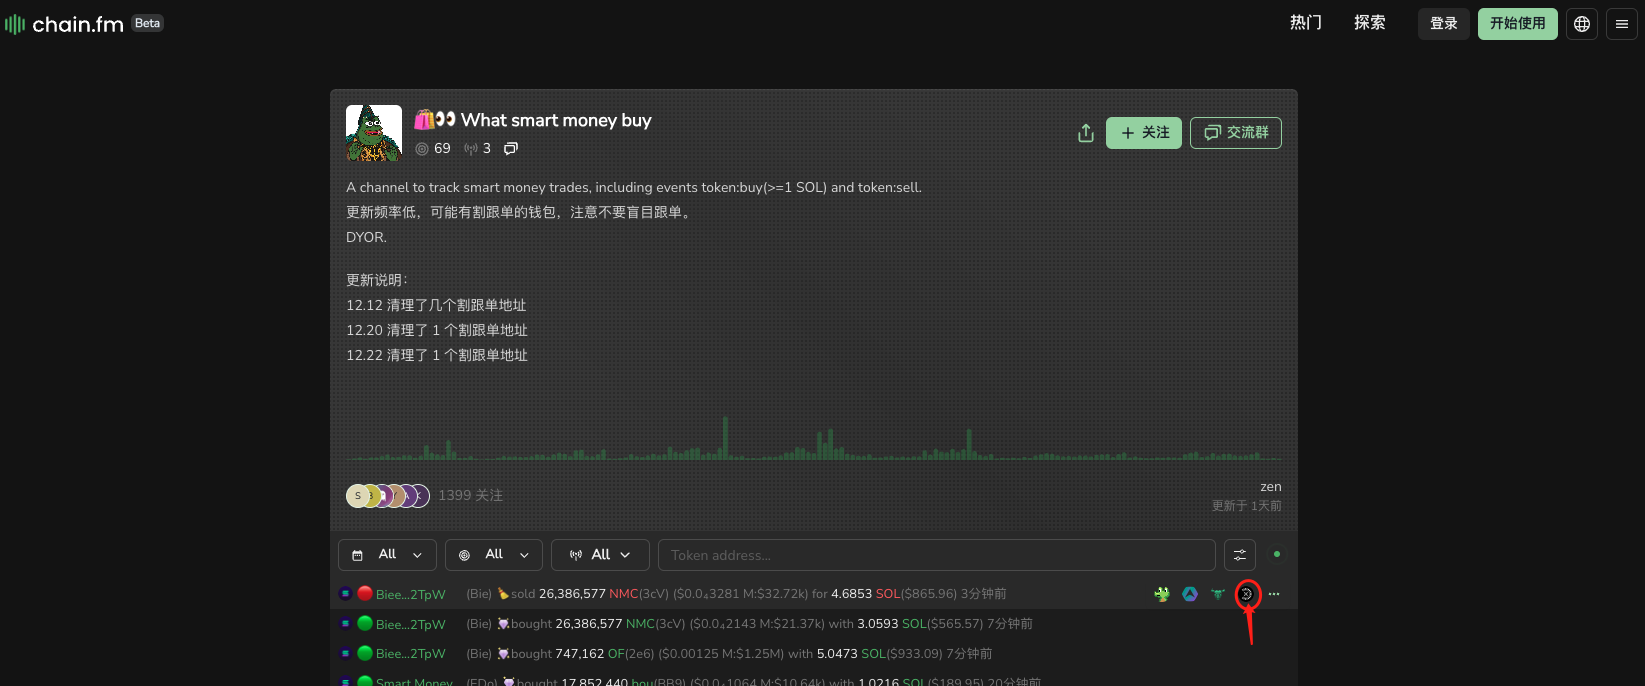 chain.fm Beta
热门 探索 登录 开始使用
What smart money buy
69 3
关注
交流群
A channel to track smart money trades, including events token:buy(>=1 SOL) and token:sell.
更新频率低，可能有割跟单的钱包，注意不要盲目跟单。
DYOR.
更新说明：
12.12 清理了几个割跟单地址
12.20 清理了 1 个割跟单地址
12.22 清理了 1 个割跟单地址
S B
1399 关注
zen
更新于 1天前
All All All Token address...
Biee...2TpW (Bie) sold 26,386,577 NMC(3cV) ($0.0₄3281 M:$32.72k) for 4.6853 SOL($865.96) 3分钟前
Biee...2TpW (Bie) bought 26,386,577 NMC(3cV) ($0.0₄2143 M:$21.37k) with 3.0593 SOL($565.57) 7分钟前
Biee...2TpW (Bie) bought 747,162 OF(2e6) ($0.00125 M:$1.25M) with 5.0473 SOL($933.09) 7分钟前
Smart Money (FDo) bought 17,852,440 bou(BB9) ($0.0₄1064 M:$10.64k) with 1.0216 SOL($189.95) 20分钟前